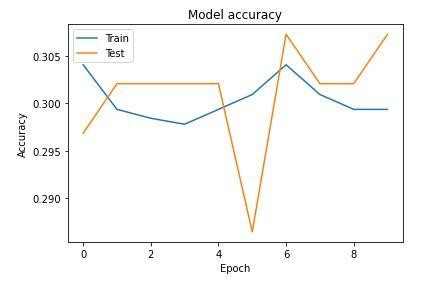 Model accuracy
Train
Test
0.305
0.300
0.295
0.290
Accuracy
0 2 4 6 8
Epoch